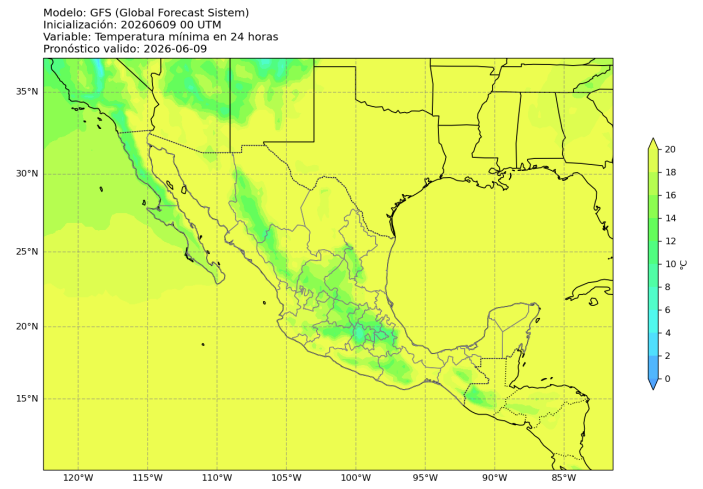 Modelo: GFS (Global Forecast Sistem)
Inicialización: 20260609 00 UTM
Variable: Temperatura mínima en 24 horas
Pronóstico valido: 2026-06-09
35°N
30°N
25°N
20°N
15°N
120°W
115°W
110°W
105°W
100°W
95°W
90°W
85°W
20
18
16
14
12
10
8
6
4
2
0
°C